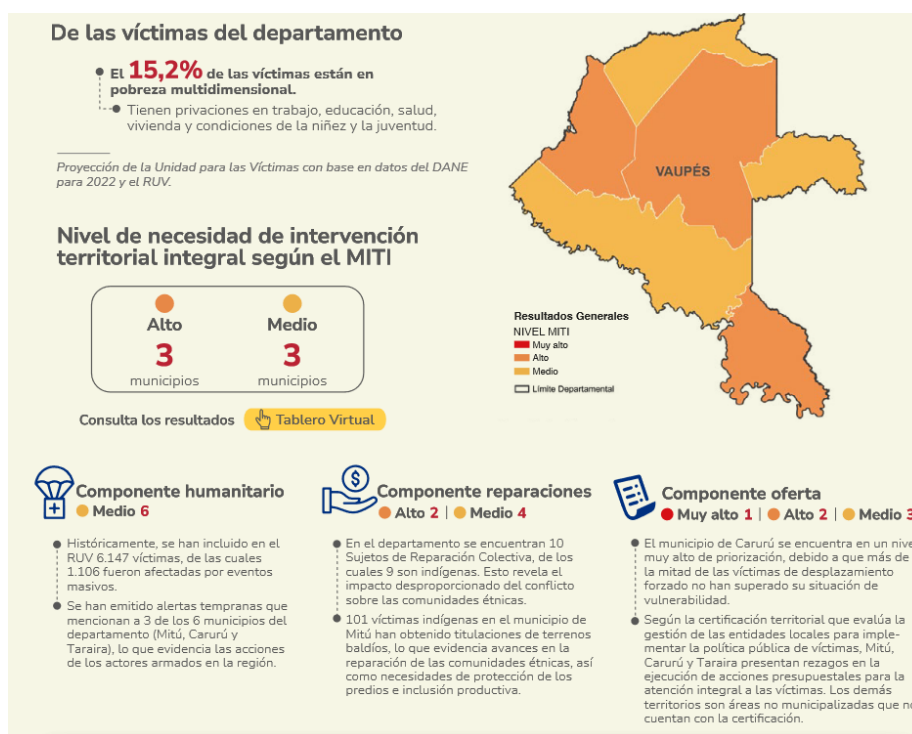 De las víctimas del departamento
El 15,2% de las víctimas están en
pobreza multidimensional.
Tienen privaciones en trabajo, educación, salud,
vivienda y condiciones de la niñez y la juventud.
Proyección de la Unidad para las Víctimas con base en datos del DANE
para 2022 y el RUV.
Nivel de necesidad de intervención
territorial integral según el MITI
Alto
3
municipios
Medio
3
municipios
Consulta los resultados
Tablero Virtual
VAUPÉS
Resultados Generales
NIVEL MITI
Muy alto
Alto
Medio
Límite Departamental
Componente humanitario
Medio 6
Históricamente, se han incluido en el
RUV 6.147 víctimas, de las cuales
1.106 fueron afectadas por eventos
masivos.
Se han emitido alertas tempranas que
mencionan a 3 de los 6 municipios del
departamento (Mitú, Carurú y
Taraira), lo que evidencia las acciones
de los actores armados en la región.
Componente reparaciones
Alto 2 | Medio 4
En el departamento se encuentran 10
Sujetos de Reparación Colectiva, de los
cuales 9 son indígenas. Esto revela el
impacto desproporcionado del conflicto
sobre las comunidades étnicas.
101 víctimas indígenas en el municipio de
Mitú han obtenido titulaciones de terrenos
baldíos, lo que evidencia avances en la
reparación de las comunidades étnicas, así
como necesidades de protección de los
predios e inclusión productiva.
Componente oferta
Muy alto 1 | Alto 2 | Medio 3
El municipio de Carurú se encuentra en un nive
muy alto de priorización, debido a que más de
la mitad de las víctimas de desplazamiento
forzado no han superado su situación de
vulnerabilidad.
Según la certificación territorial que evalúa la
gestión de las entidades locales para imple-
mentar la política pública de víctimas, Mitú,
Carurú y Taraira presentan rezagos en la
ejecución de acciones presupuestales para la
atención integral a las víctimas. Los demás
territorios son áreas no municipalizadas que no
cuentan con la certificación.